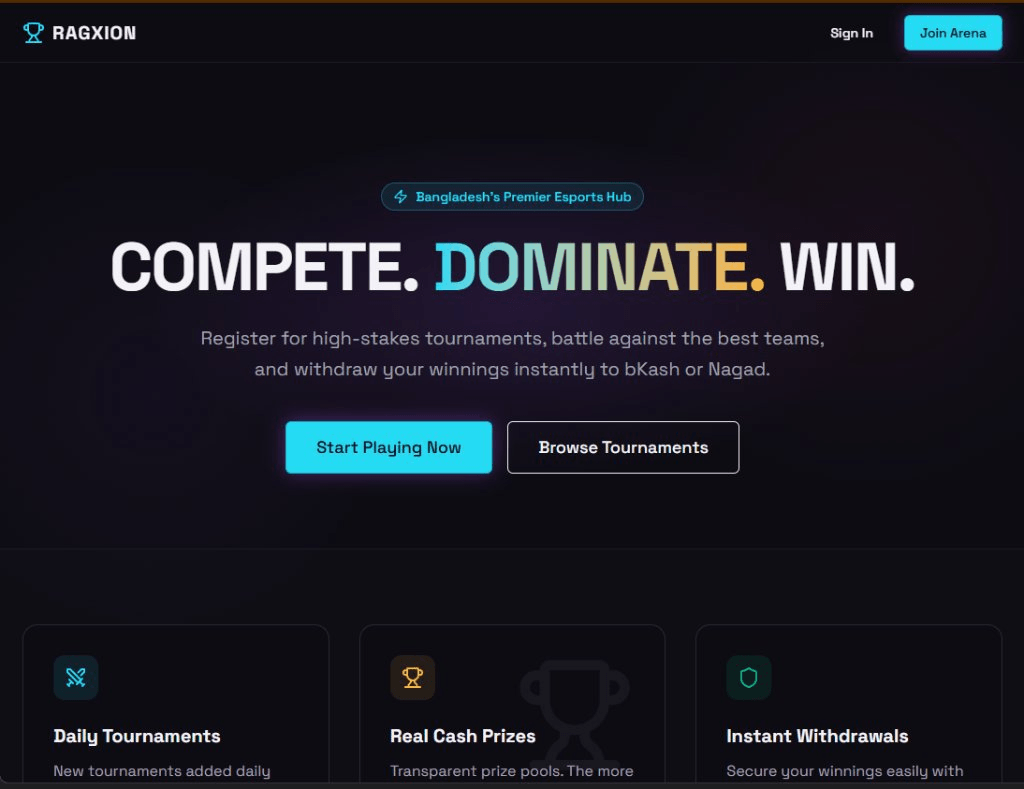 RAGXION
Sign In
Join Arena
Bangladesh's Premier Esports Hub
COMPETE. DOMINATE. WIN.
Register for high-stakes tournaments, battle against the best teams,
and withdraw your winnings instantly to bKash or Nagad.
Start Playing Now
Browse Tournaments
Daily Tournaments
New tournaments added daily
Real Cash Prizes
Transparent prize pools. The more
Instant Withdrawals
Secure your winnings easily with